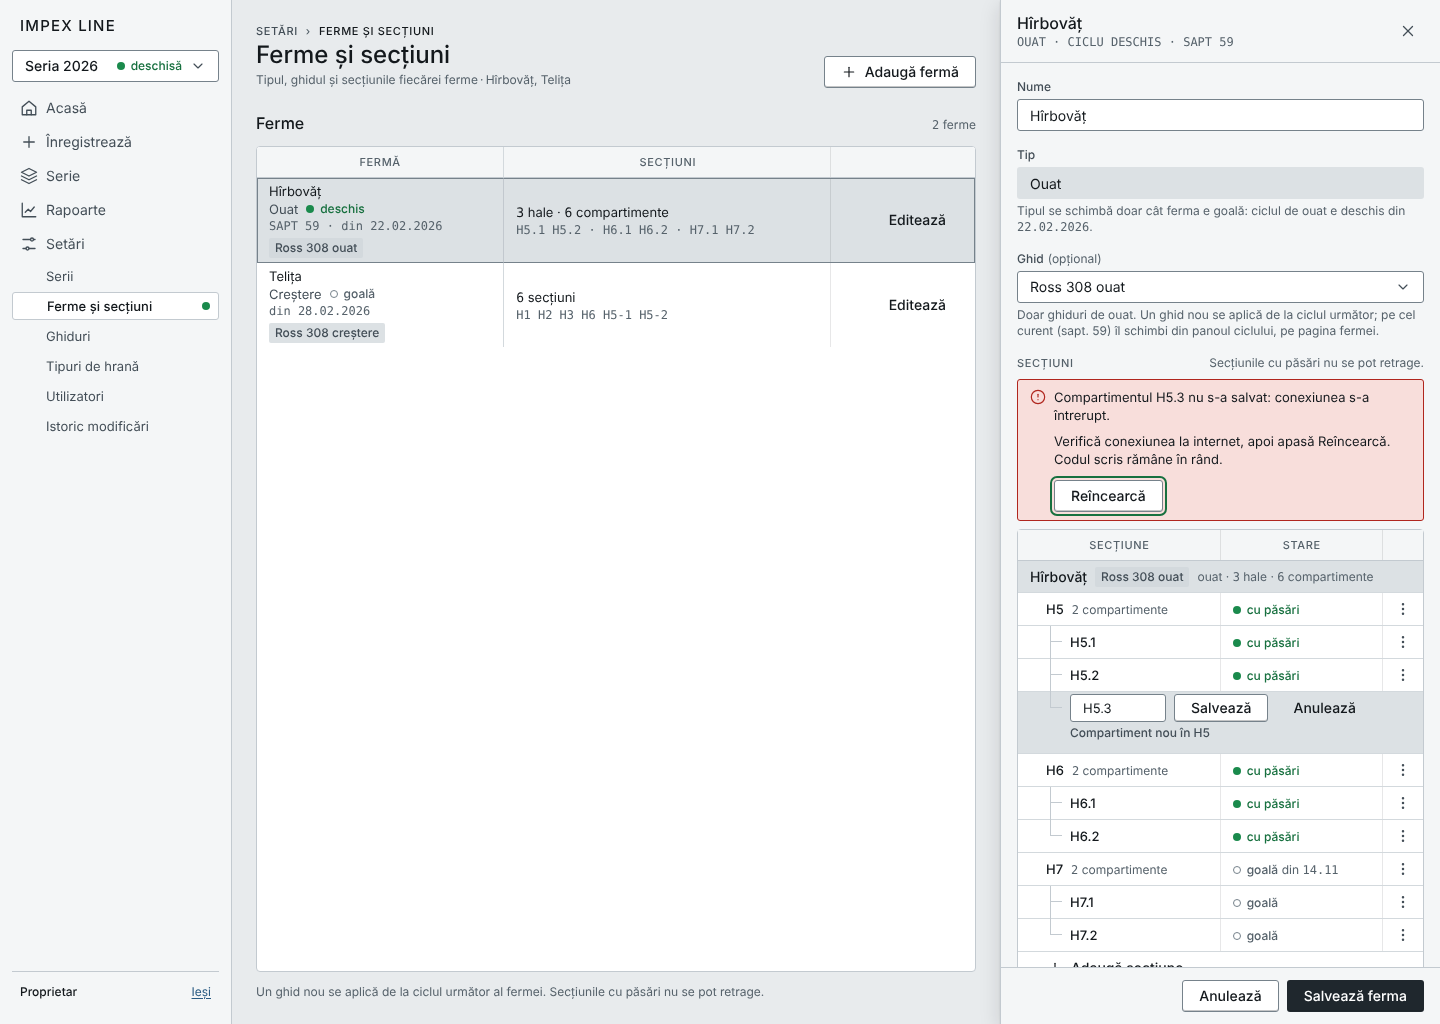 IMPEX LINE
Seria 2026 deschisă
Acasă
Înregistrează
Serie
Rapoarte
Setări
Serii
Ferme și secțiuni
Ghiduri
Tipuri de hrană
Utilizatori
Istoric modificări
Proprietar Ieși
SETĂRI › FERME ȘI SECȚIUNI
Ferme și secțiuni
Tipul, ghidul și secțiunile fiecărei ferme · Hîrbovăț, Telița
Adaugă fermă
Ferme 2 ferme
FERMĂ SECȚIUNI
Hîrbovăț
Ouat deschis
SAPT 59 · din 22.02.2026
Ross 308 ouat
3 hale · 6 compartimente
H5.1 H5.2 · H6.1 H6.2 · H7.1 H7.2
Editează
Telița
Creștere goală
din 28.02.2026
Ross 308 creștere
6 secțiuni
H1 H2 H3 H6 H5-1 H5-2
Editează
Un ghid nou se aplică de la ciclul următor al fermei. Secțiunile cu păsări nu se pot retrage.
Hîrbovăț
OUAT · CICLU DESCHIS · SAPT 59
Nume
Hîrbovăț
Tip
Ouat
Tipul se schimbă doar cât ferma e goală: ciclul de ouat e deschis din
22.02.2026.
Ghid (opțional)
Ross 308 ouat
Doar ghiduri de ouat. Un ghid nou se aplică de la ciclul următor; pe cel
curent (sapt. 59) îl schimbi din panoul ciclului, pe pagina fermei.
SECȚIUNI Secțiunile cu păsări nu se pot retrage.
Compartimentul H5.3 nu s-a salvat: conexiunea s-a
întrerupt.
Verifică conexiunea la internet, apoi apasă Reîncearcă.
Codul scris rămâne în rând.
Reîncearcă
SECȚIUNE STARE
Hîrbovăț Ross 308 ouat ouat · 3 hale · 6 compartimente
H5 2 compartimente cu păsări
H5.1 cu păsări
H5.2 cu păsări
H5.3 Salvează Anulează
Compartiment nou în H5
H6 2 compartimente cu păsări
H6.1 cu păsări
H6.2 cu păsări
H7 2 compartimente goală din 14.11
H7.1 goală
H7.2 goală
Adaugă secțiune
Anulează Salvează ferma